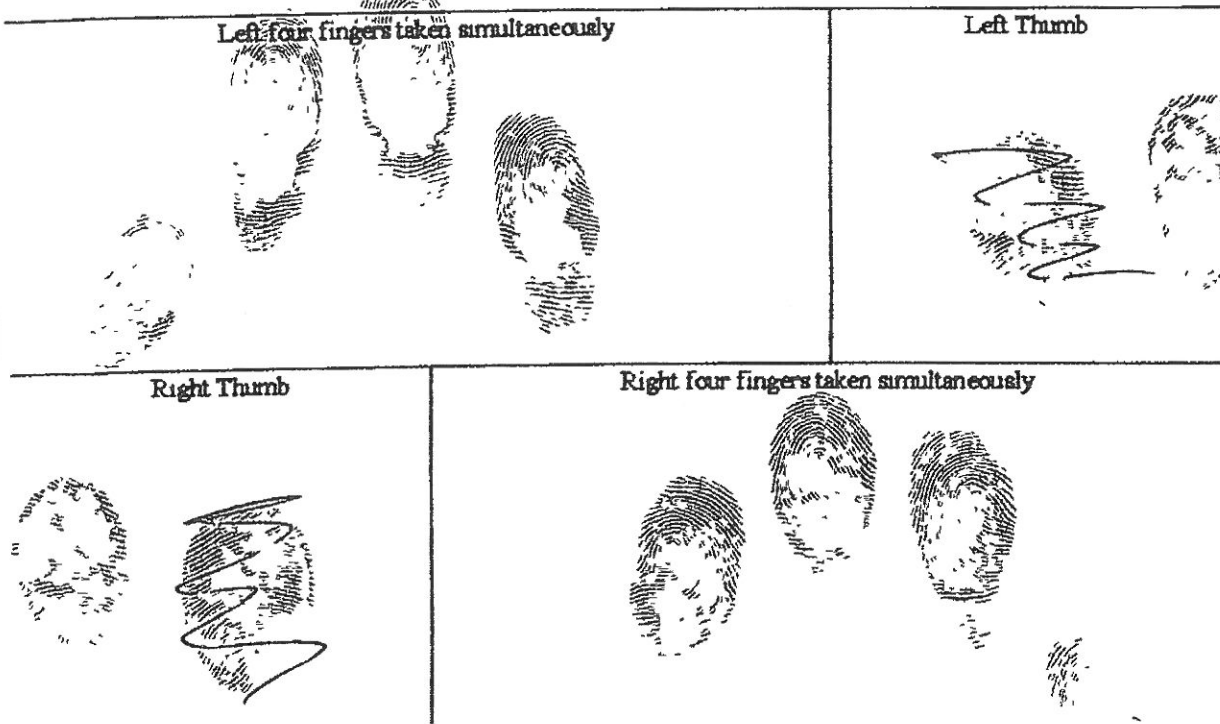 Left four fingers taken simultaneously
Left Thumb
Right Thumb
Right four fingers taken simultaneously